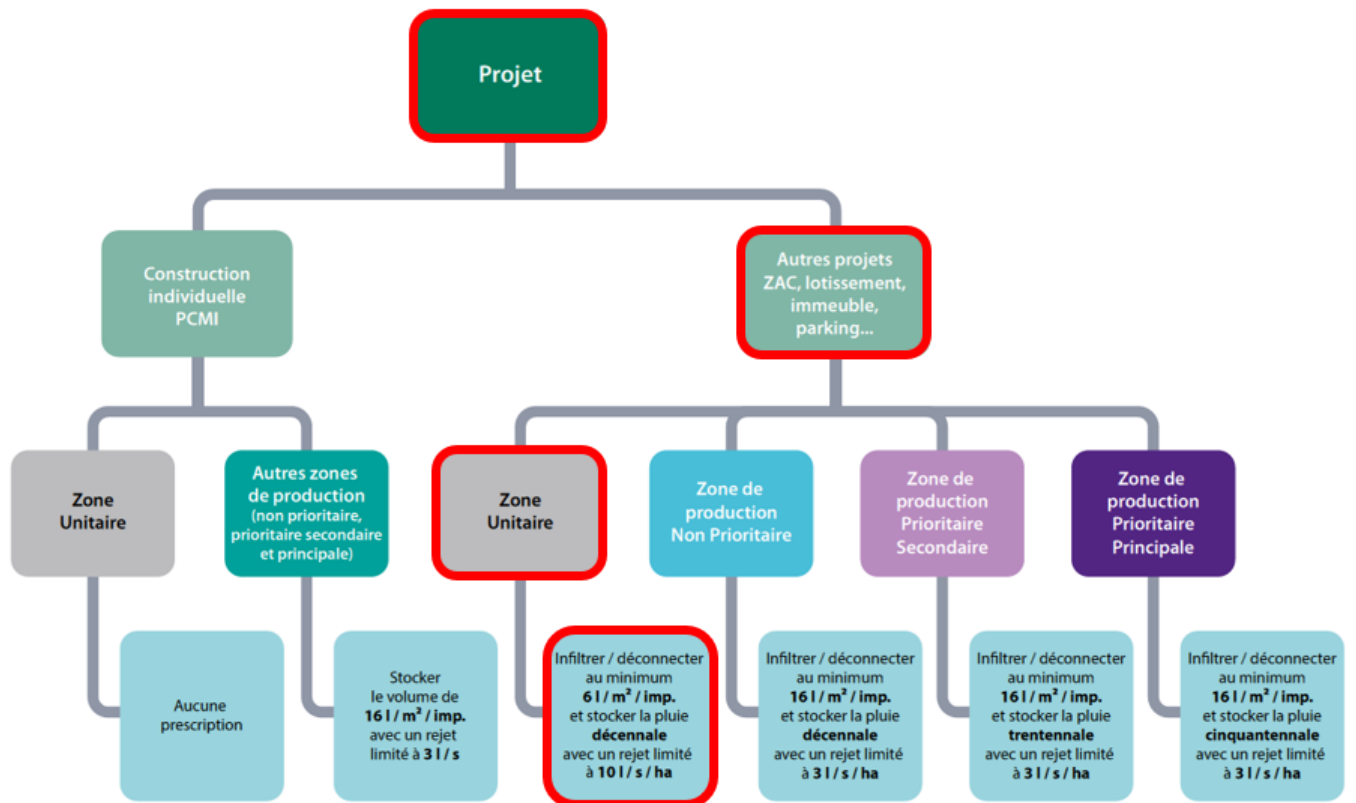 Projet
Construction
individuelle
PCMI
Autres projets
ZAC, lotissement,
immeuble,
parking...
Zone
Unitaire
Autres zones
de production
(non prioritaire,
prioritaire secondaire
et principale)
Zone
Unitaire
Zone de
production
Non Prioritaire
Zone de
production
Prioritaire
Secondaire
Zone de
production
Prioritaire
Principale
Aucune
prescription
Stocker
le volume de
16 l / m² / imp.
avec un rejet
limité à 3 l / s
Infiltrer / déconnecter
au minimum
6 l / m² / imp.
et stocker la pluie
décennale
avec un rejet limité
à 10 l / s / ha
Infiltrer / déconnecter
au minimum
16 l / m² / imp.
et stocker la pluie
décennale
avec un rejet limité
à 3 l / s / ha
Infiltrer / déconnecter
au minimum
16 l / m² / imp.
et stocker la pluie
trentennale
avec un rejet limité
à 3 l / s / ha
Infiltrer / déconnecter
au minimum
16 l / m² / imp.
et stocker la pluie
cinquantennale
avec un rejet limité
à 3 l / s / ha